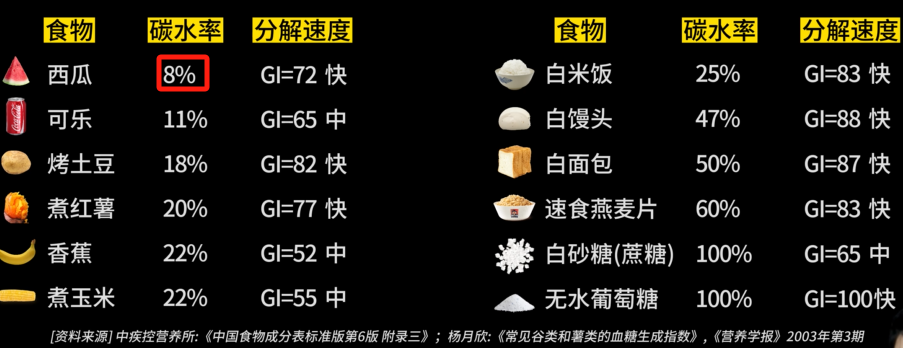 食物 碳水率 分解速度 食物 碳水率 分解速度
西瓜 8% GI=72 快 白米饭 25% GI=83 快
可乐 11% GI=65 中 白馒头 47% GI=88 快
烤土豆 18% GI=82 快 白面包 50% GI=87 快
煮红薯 20% GI=77 快 速食燕麦片 60% GI=83 快
香蕉 22% GI=52 中 白砂糖(蔗糖) 100% GI=65 中
煮玉米 22% GI=55 中 无水葡萄糖 100% GI=100快
[资料来源] 中疾控营养所:《中国食物成分表标准版第6版 附录三》；杨月欣:《常见谷类和薯类的血糖生成指数》,《营养学报》2003年第3期